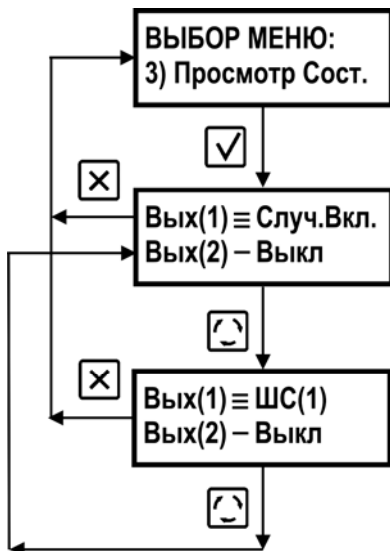 ВЫБОР МЕНЮ:
3) Просмотр Сост.
Вых(1) ≡ Случ.Вкл.
Вых(2) – Выкл
Вых(1) ≡ ШС(1)
Вых(2) – Выкл